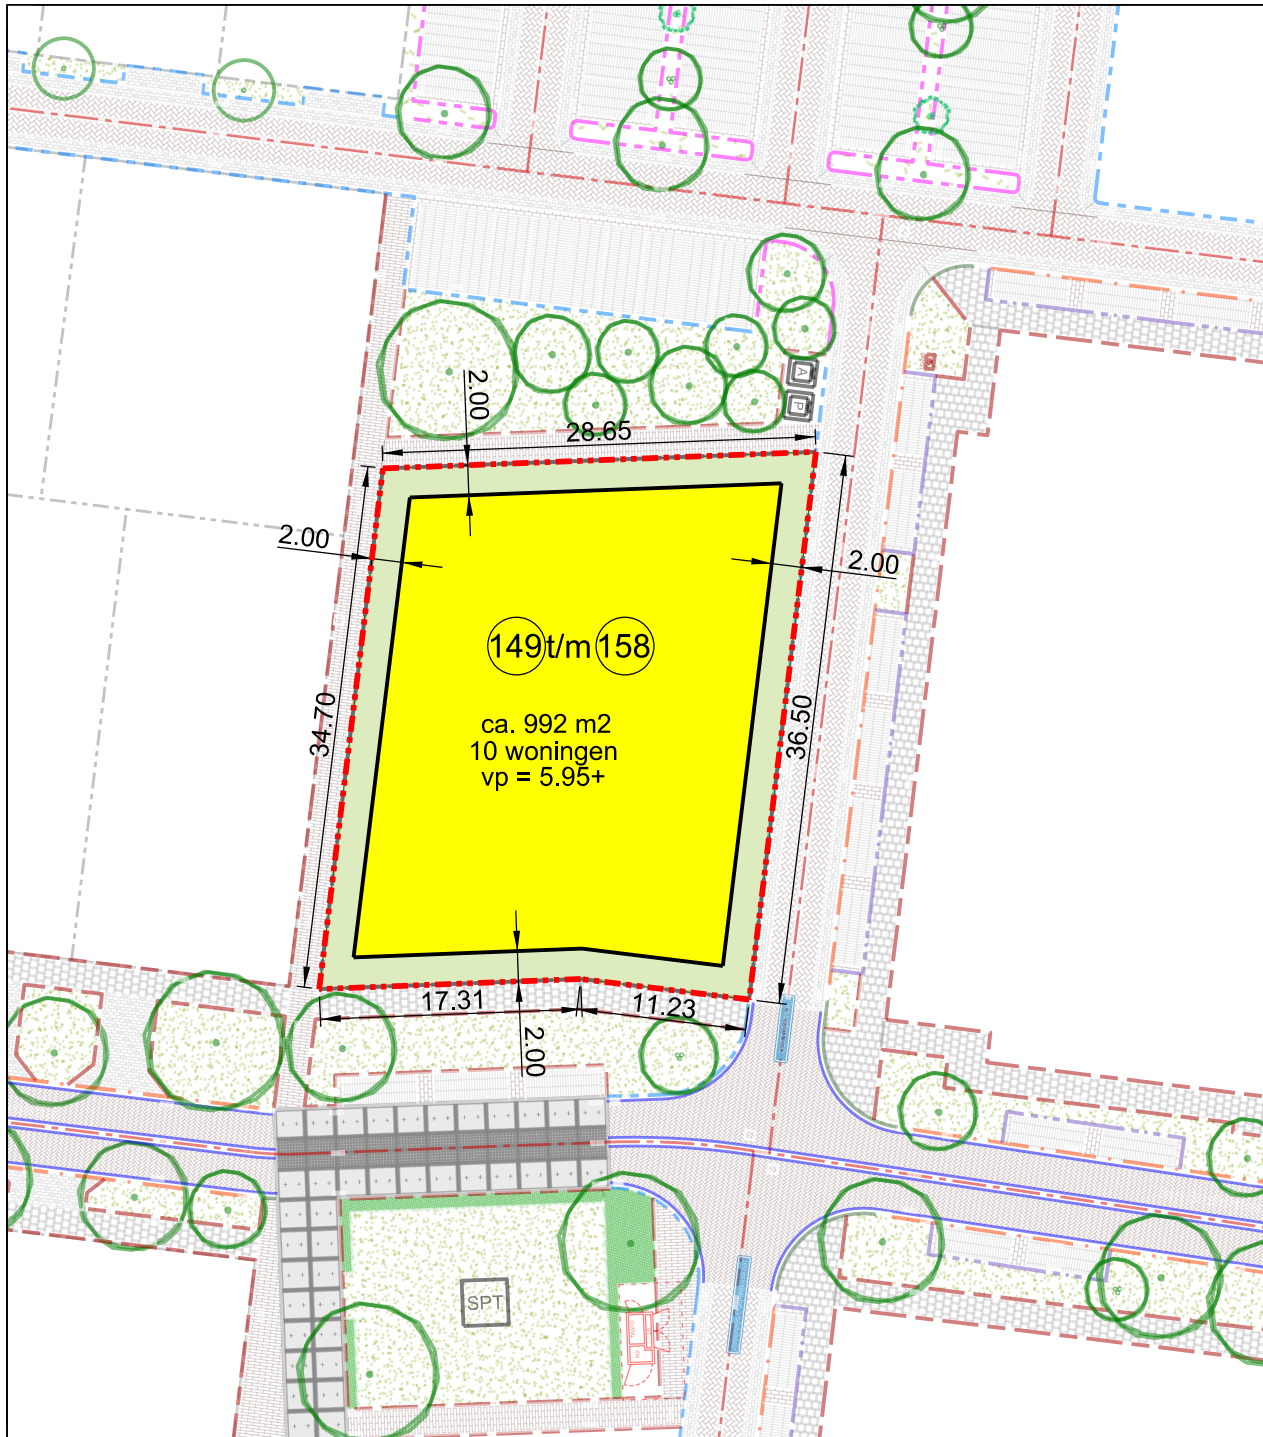 A
P
2.00
28.65
2.00
2.00
149 t/m 158
ca. 992 m2
10 woningen
vp = 5.95+
34.70
36.50
17.31
11.23
2.00
SPT